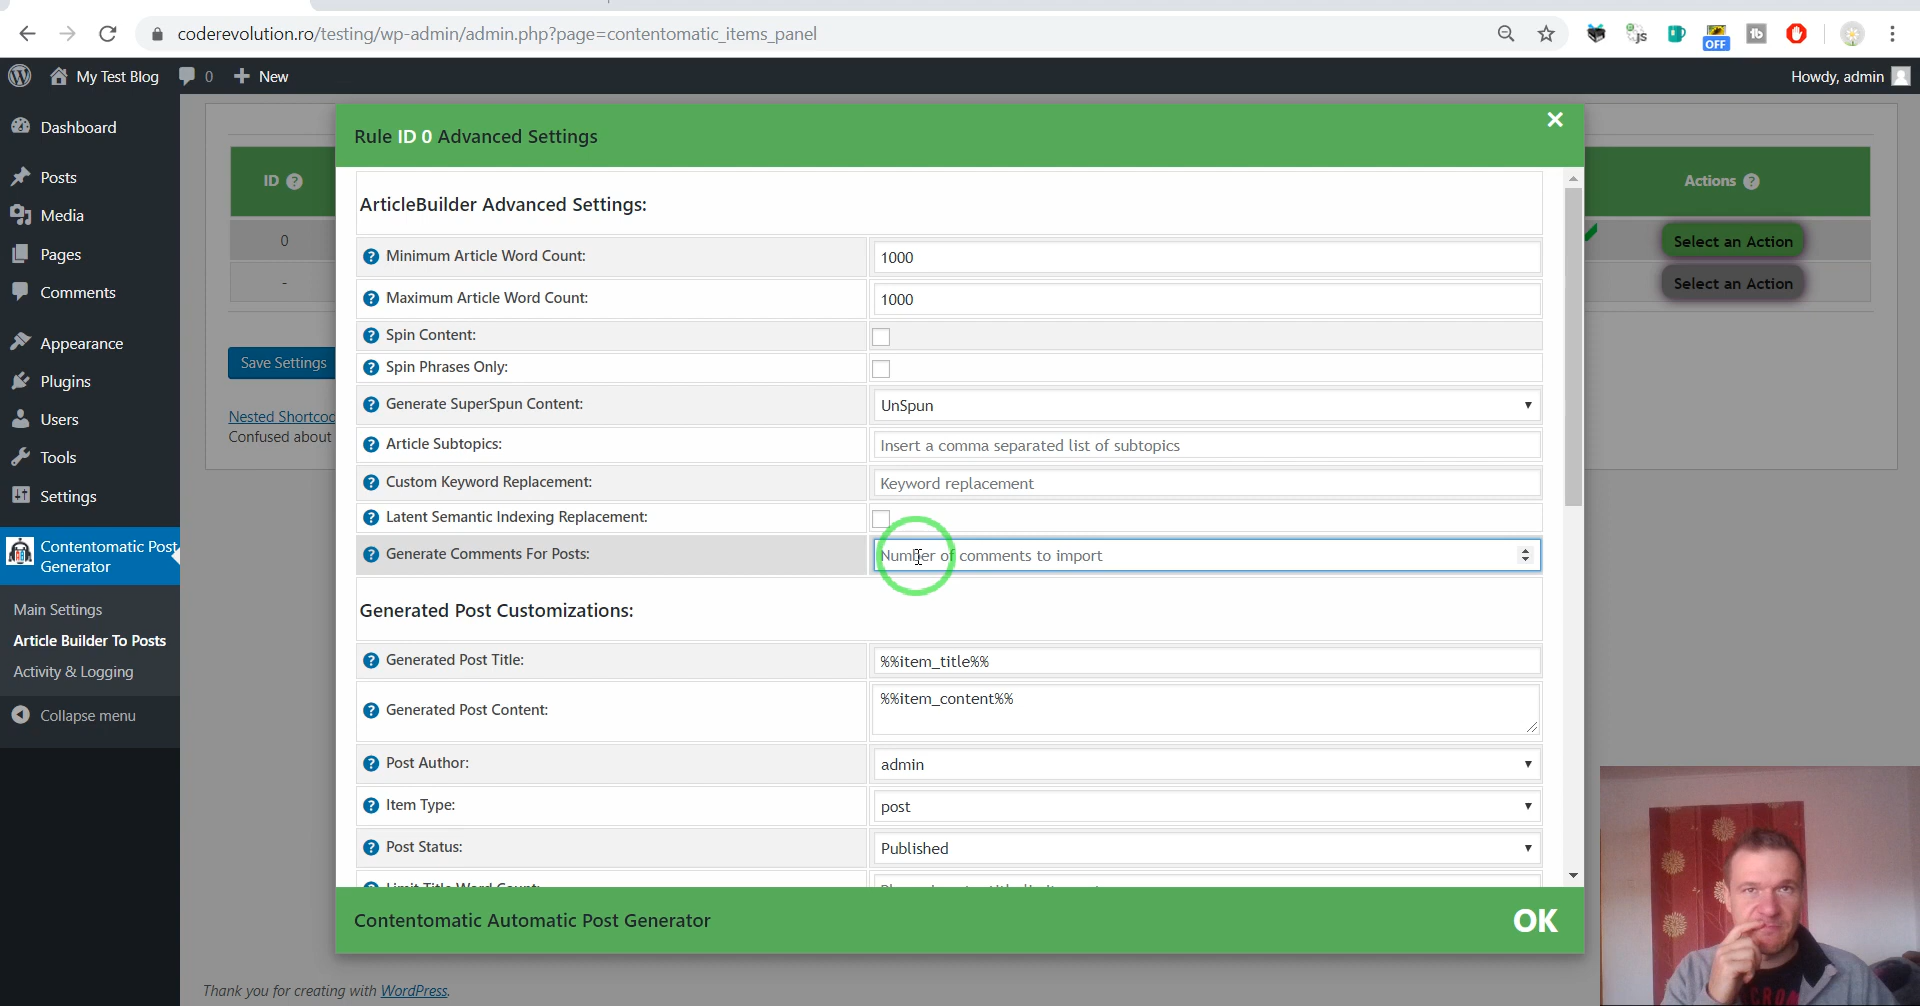 coderevolution.ro/testing/wp-admin/admin.php?page=contentomatic_items_panel
OFF
My Test Blog
0
New
Howdy, admin
Dashboard
Posts
Media
Pages
Comments
Appearance
Plugins
Users
Tools
Settings
Contentomatic Post
Generator
Main Settings
Article Builder To Posts
Activity & Logging
Collapse menu
ID
0
-
Save Settings
Nested Shortcod
Confused about
Actions
Select an Action
Select an Action
Rule ID 0 Advanced Settings
ArticleBuilder Advanced Settings:
Minimum Article Word Count:
1000
Maximum Article Word Count:
1000
Spin Content:
Spin Phrases Only:
Generate SuperSpun Content:
UnSpun
Article Subtopics:
Insert a comma separated list of subtopics
Custom Keyword Replacement:
Keyword replacement
Latent Semantic Indexing Replacement:
Generate Comments For Posts:
Number of comments to import
Generated Post Customizations:
Generated Post Title:
%%item_title%%
Generated Post Content:
%%item_content%%
Post Author:
admin
Item Type:
post
Post Status:
Published
Limit Title Word Count:
Contentomatic Automatic Post Generator
OK
Thank you for creating with WordPress.